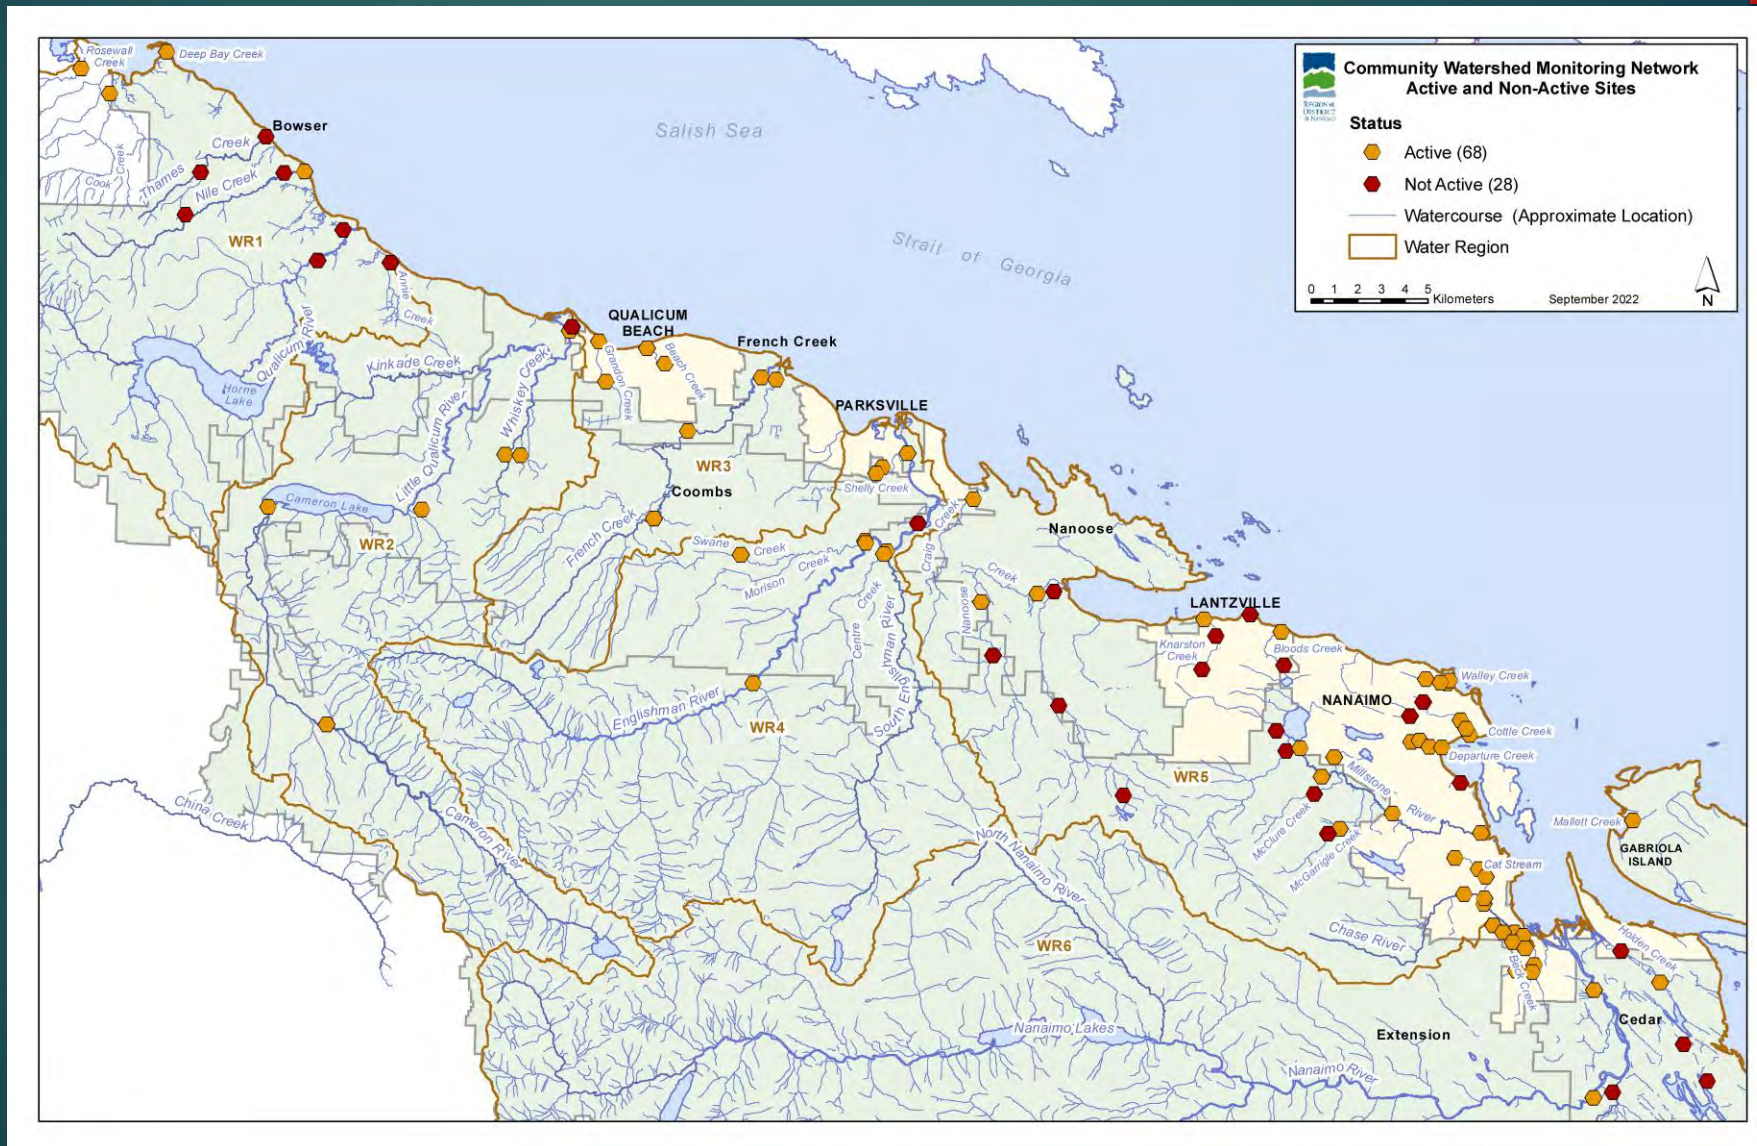 Community Watershed Monitoring Network
Active and Non-Active Sites
REGIONAL
DISTRICT
OF NANAIMO
Status
Active (68)
Not Active (28)
Watercourse (Approximate Location)
Water Region
0 1 2 3 4 5
Kilometers
September 2022
N
Rosewall
Creek
Deep Bay Creek
Bowser
Salish Sea
Cook Creek
Thames Creek
Nile Creek
WR1
Strait of Georgia
Annie Creek
Qualicum River
QUALICUM
BEACH
French Creek
Kinkade Creek
Horne
Lake
Whiskey Creek
Grandon Creek
Beach Creek
Little Qualicum River
PARKSVILLE
WR3
Coombs
Shelly Creek
Cameron Lake
WR2
French Creek
Craig Creek
Nanoose
Swane Creek
Morison Creek
Centre Creek
Nanoose Creek
South Englishman River
LANTZVILLE
Knarston
Creek
Bloods Creek
Walley Creek
NANAIMO
Englishman River
WR4
Cottle Creek
Departure Creek
WR5
Millstone River
China Creek
Cameron River
McClure Creek
McGarrigle Creek
North Nanaimo River
Mallett Creek
GABRIOLA
ISLAND
Cat Stream
WR6
Chase River
Holden Creek
Beck Creek
Cedar
Nanaimo Lakes
Extension
Nanaimo River